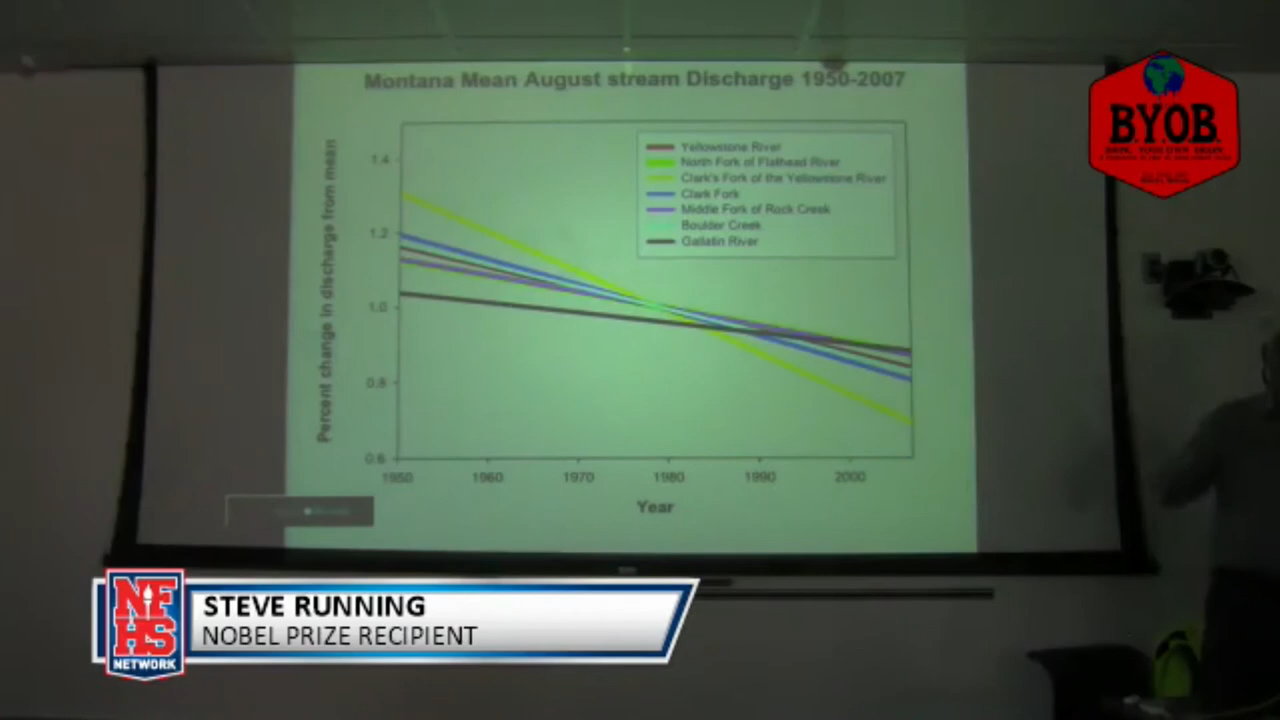 Montana Mean August stream Discharge 1950-2007
Percent change in discharge from mean
1.4
1.2
1.0
0.8
0.6
Yellowstone River
North Fork of Flathead River
Clark's Fork of the Yellowstone River
Clark Fork
Middle Fork of Rock Creek
Boulder Creek
Gallatin River
1950 1960 1970 1980 1990 2000
Year
B.Y.O.B.
NF
HS
NETWORK
STEVE RUNNING
NOBEL PRIZE RECIPIENT